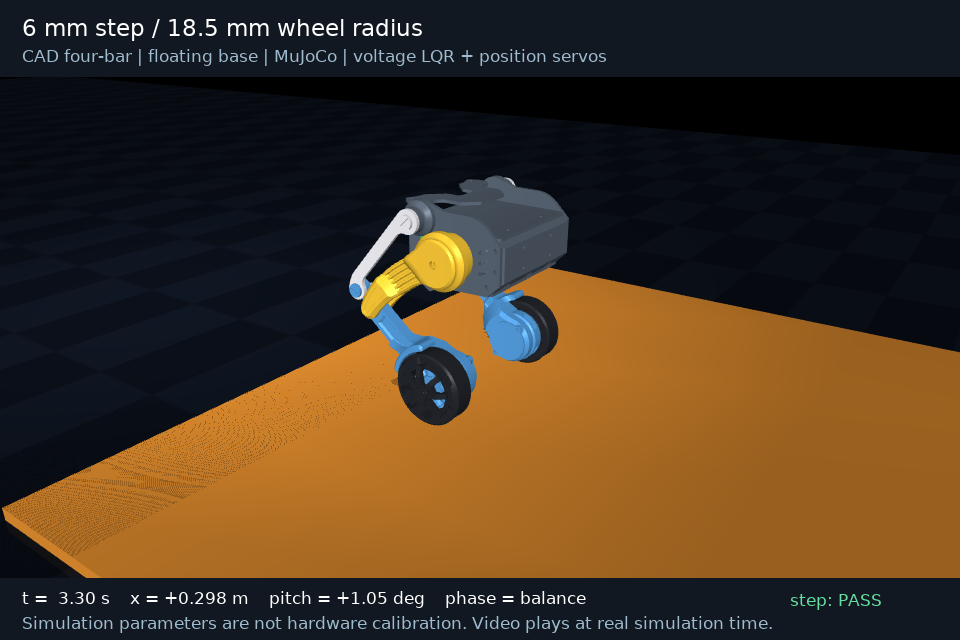 6 mm step / 18.5 mm wheel radius
CAD four-bar | floating base | MuJoCo | voltage LQR + position servos
t =  3.30 s    x = +0.298 m    pitch = +1.05 deg    phase = balance
step: PASS
Simulation parameters are not hardware calibration. Video plays at real simulation time.